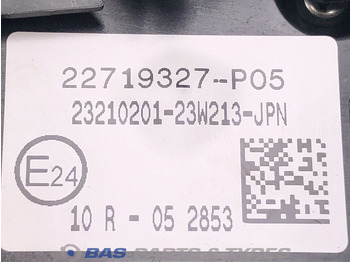 22719327-P05
23210201-23W213-JPN
E24
10 R - 05 2853
BAS PARTS & TYRES